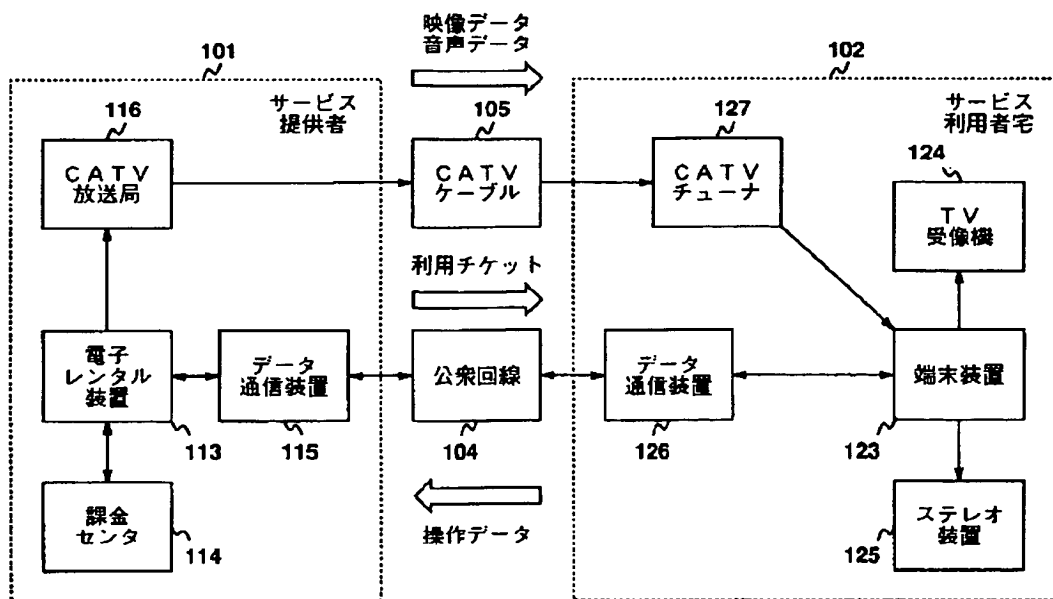 映像データ
音声データ
101
102
サービス
提供者
サービス
利用者宅
116
105
127
124
ＣＡＴＶ
放送局
ＣＡＴＶ
ケーブル
ＣＡＴＶ
チューナ
ＴＶ
受像機
利用チケット
電子
レンタル
装置
データ
通信装置
公衆回線
データ
通信装置
端末装置
113
115
104
126
123
課金
センタ
114
操作データ
ステレオ
装置
125